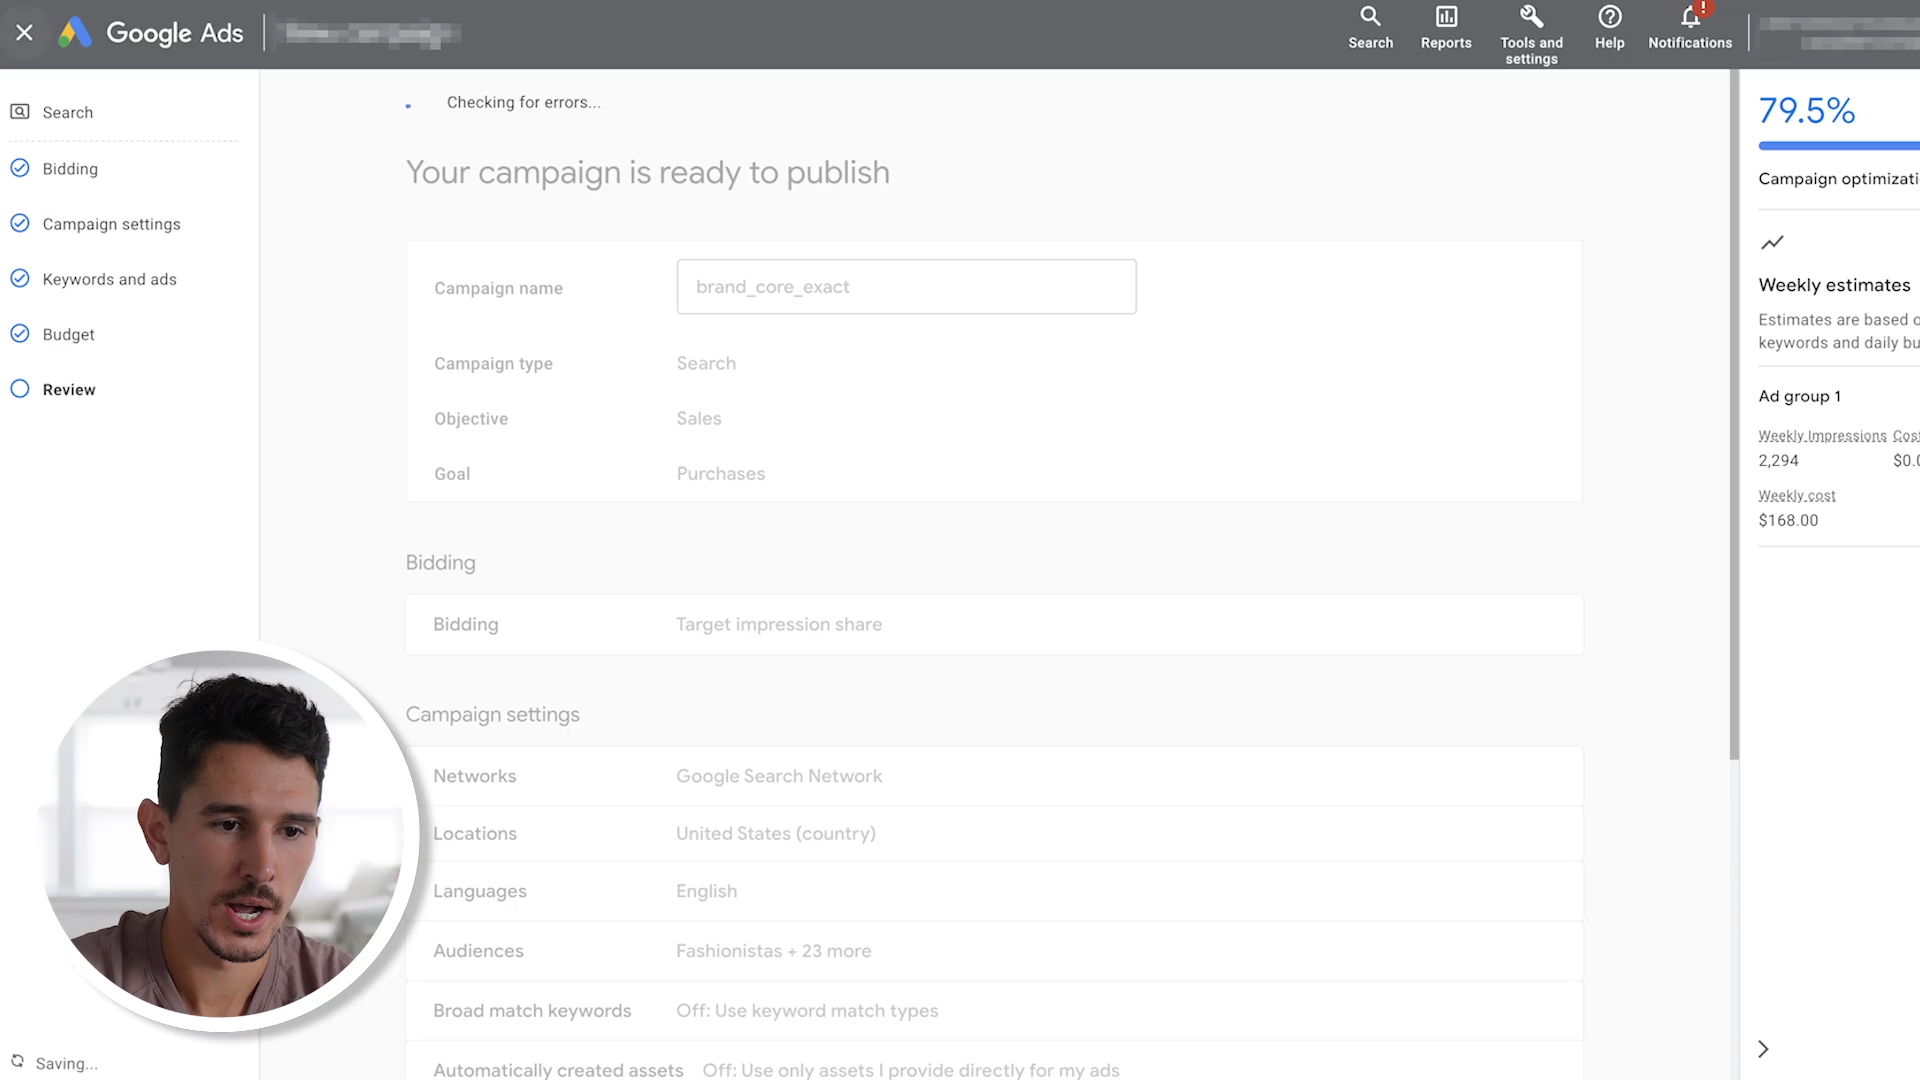 Google Ads
Search
Reports
Tools and
settings
Help
Notifications
Search
Bidding
Campaign settings
Keywords and ads
Budget
Review
Saving...
Checking for errors...
Your campaign is ready to publish
Campaign name brand_core_exact
Campaign type Search
Objective Sales
Goal Purchases
Bidding
Bidding Target impression share
Campaign settings
Networks Google Search Network
Locations United States (country)
Languages English
Audiences Fashionistas + 23 more
Broad match keywords Off: Use keyword match types
Automatically created assets Off: Use only assets I provide directly for my ads
79.5%
Campaign optimizati
Weekly estimates
Estimates are based o
keywords and daily bu
Ad group 1
Weekly Impressions Cost
2,294 $0.0
Weekly cost
$168.00